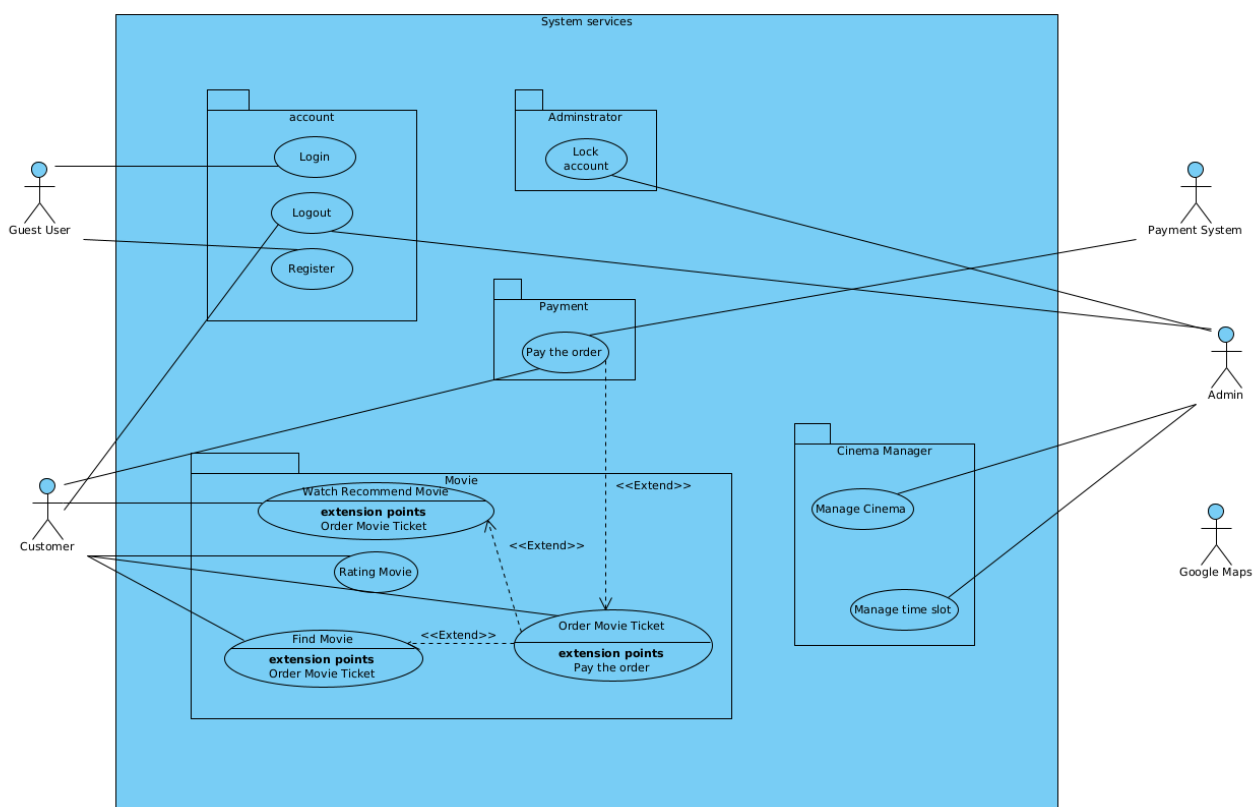 System services
account
Adminstrator
Login
Lock
account
Logout
Guest User
Payment System
Register
Payment
Pay the order
Admin
Cinema Manager
Movie
<<Extend>>
Watch Recommend Movie
extension points
Order Movie Ticket
Manage Cinema
<<Extend>>
Customer
Rating Movie
Google Maps
Manage time slot
Order Movie Ticket
extension points
Pay the order
<<Extend>>
Find Movie
extension points
Order Movie Ticket